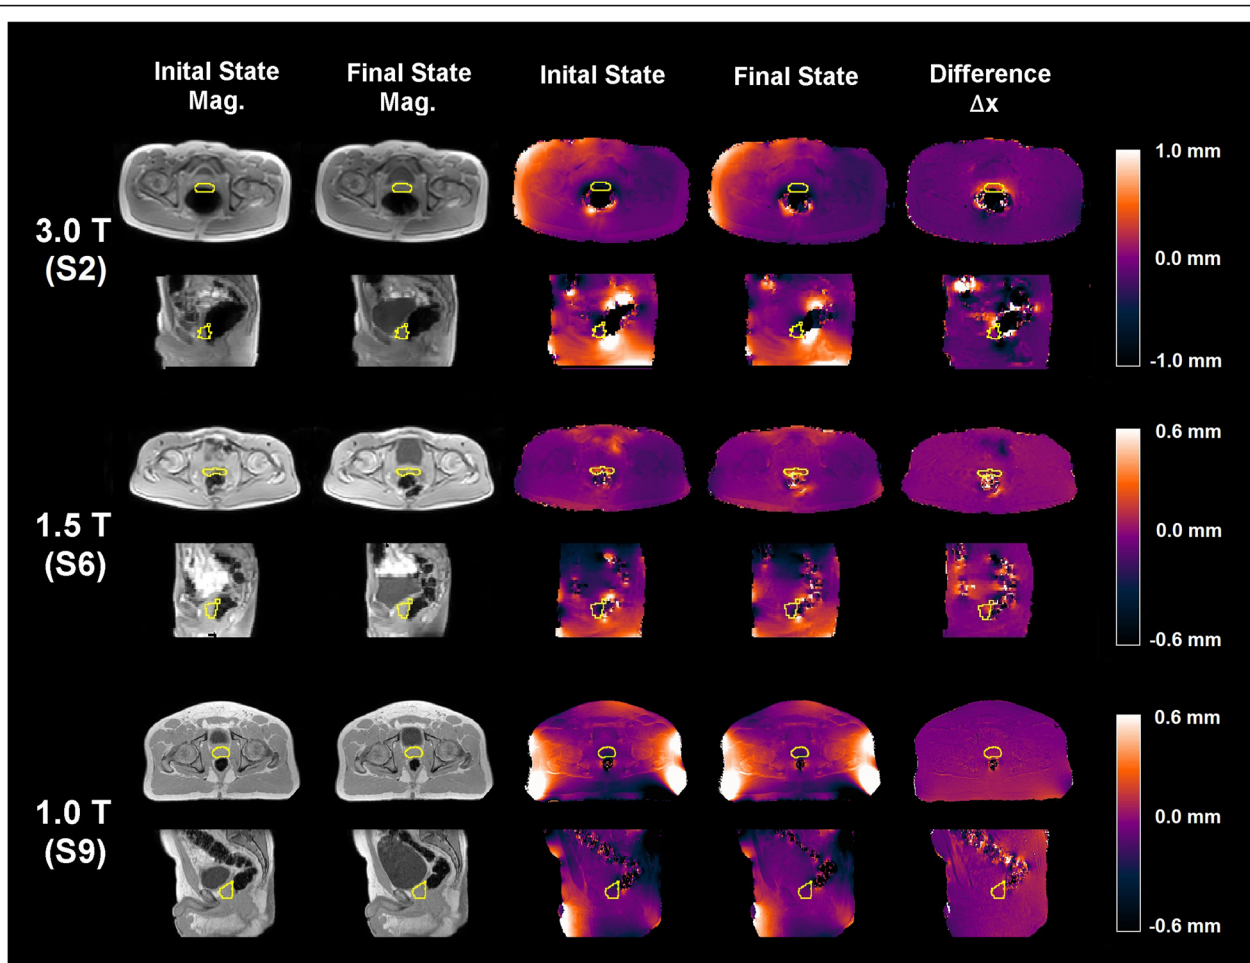 Inital State
Mag.
Final State
Mag.
Inital State
Final State
Difference
Δx
3.0 T
(S2)
1.0 mm
0.0 mm
-1.0 mm
1.5 T
(S6)
0.6 mm
0.0 mm
-0.6 mm
1.0 T
(S9)
0.6 mm
0.0 mm
-0.6 mm